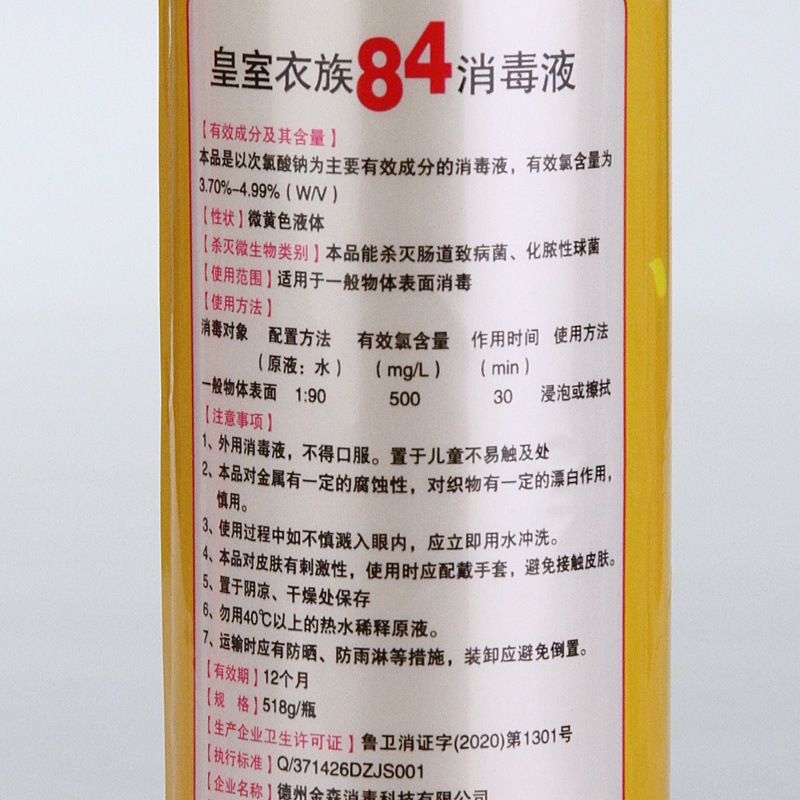 皇室衣族84消毒液
【有效成分及其含量】
本品是以次氯酸钠为主要有效成分的消毒液，有效氯含量为
3.70%-4.99%（W/V）
【性状】微黄色液体
【杀灭微生物类别】本品能杀灭肠道致病菌、化脓性球菌
【使用范围】适用于一般物体表面消毒
【使用方法】
消毒对象 配置方法 有效氯含量 作用时间 使用方法
（原液：水）（mg/L）（min）
一般物体表面 1:90 500 30 浸泡或擦拭
【注意事项】
1、外用消毒液，不得口服。置于儿童不易触及处
2、本品对金属有一定的腐蚀性，对织物有一定的漂白作用，
慎用。
3、使用过程中如不慎溅入眼内，应立即用水冲洗。
4、本品对皮肤有刺激性，使用时应配戴手套，避免接触皮肤。
5、置于阴凉、干燥处保存
6、勿用40℃以上的热水稀释原液。
7、运输时应有防晒、防雨淋等措施，装卸应避免倒置。
【有效期】12个月
【规 格】518g/瓶
【生产企业卫生许可证】鲁卫消证字(2020)第1301号
【执行标准】Q/371426DZJS001
【企业名称】德州金森消毒科技有限公司